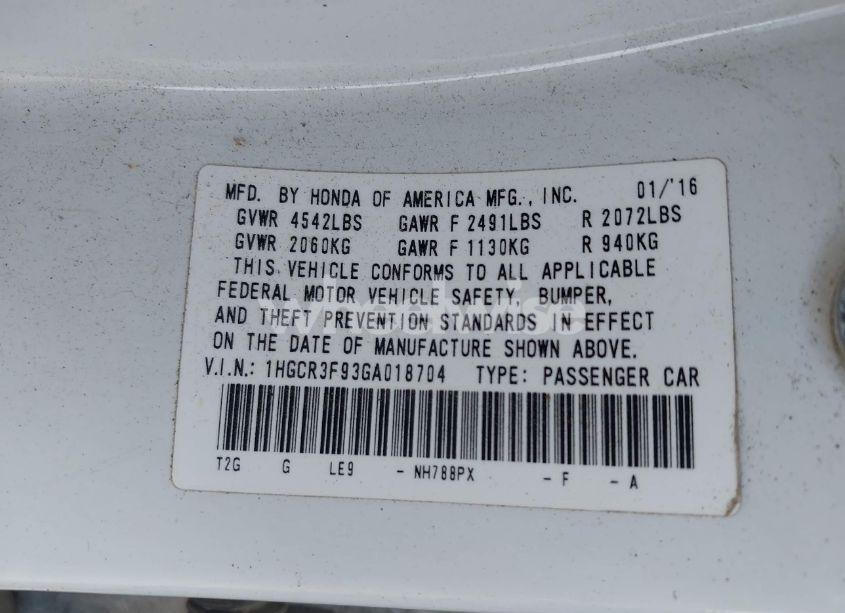 MFD. BY HONDA OF AMERICA MFG., INC. 01/'16
GVWR 4542LBS GAWR F 2491LBS R 2072LBS
GVWR 2060KG GAWR F 1130KG R 940KG
THIS VEHICLE CONFORMS TO ALL APPLICABLE
FEDERAL MOTOR VEHICLE SAFETY, BUMPER,
AND THEFT PREVENTION STANDARDS IN EFFECT
ON THE DATE OF MANUFACTURE SHOWN ABOVE.
V.I.N.: 1HGCR3F93GA018704 TYPE: PASSENGER CAR
T2G G LE9 - NH788PX - F - A